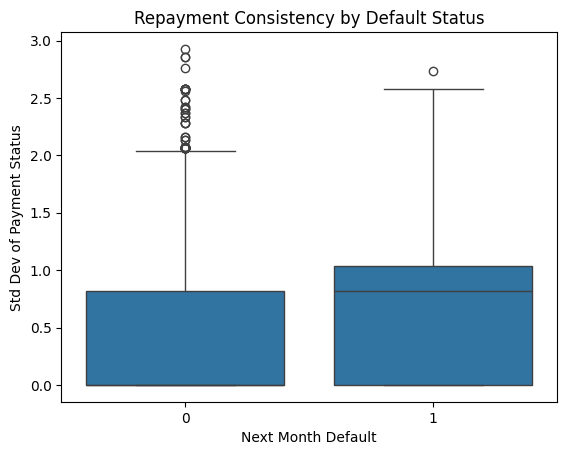 Repayment Consistency by Default Status
Std Dev of Payment Status
3.0
2.5
2.0
1.5
1.0
0.5
0.0
0 1
Next Month Default